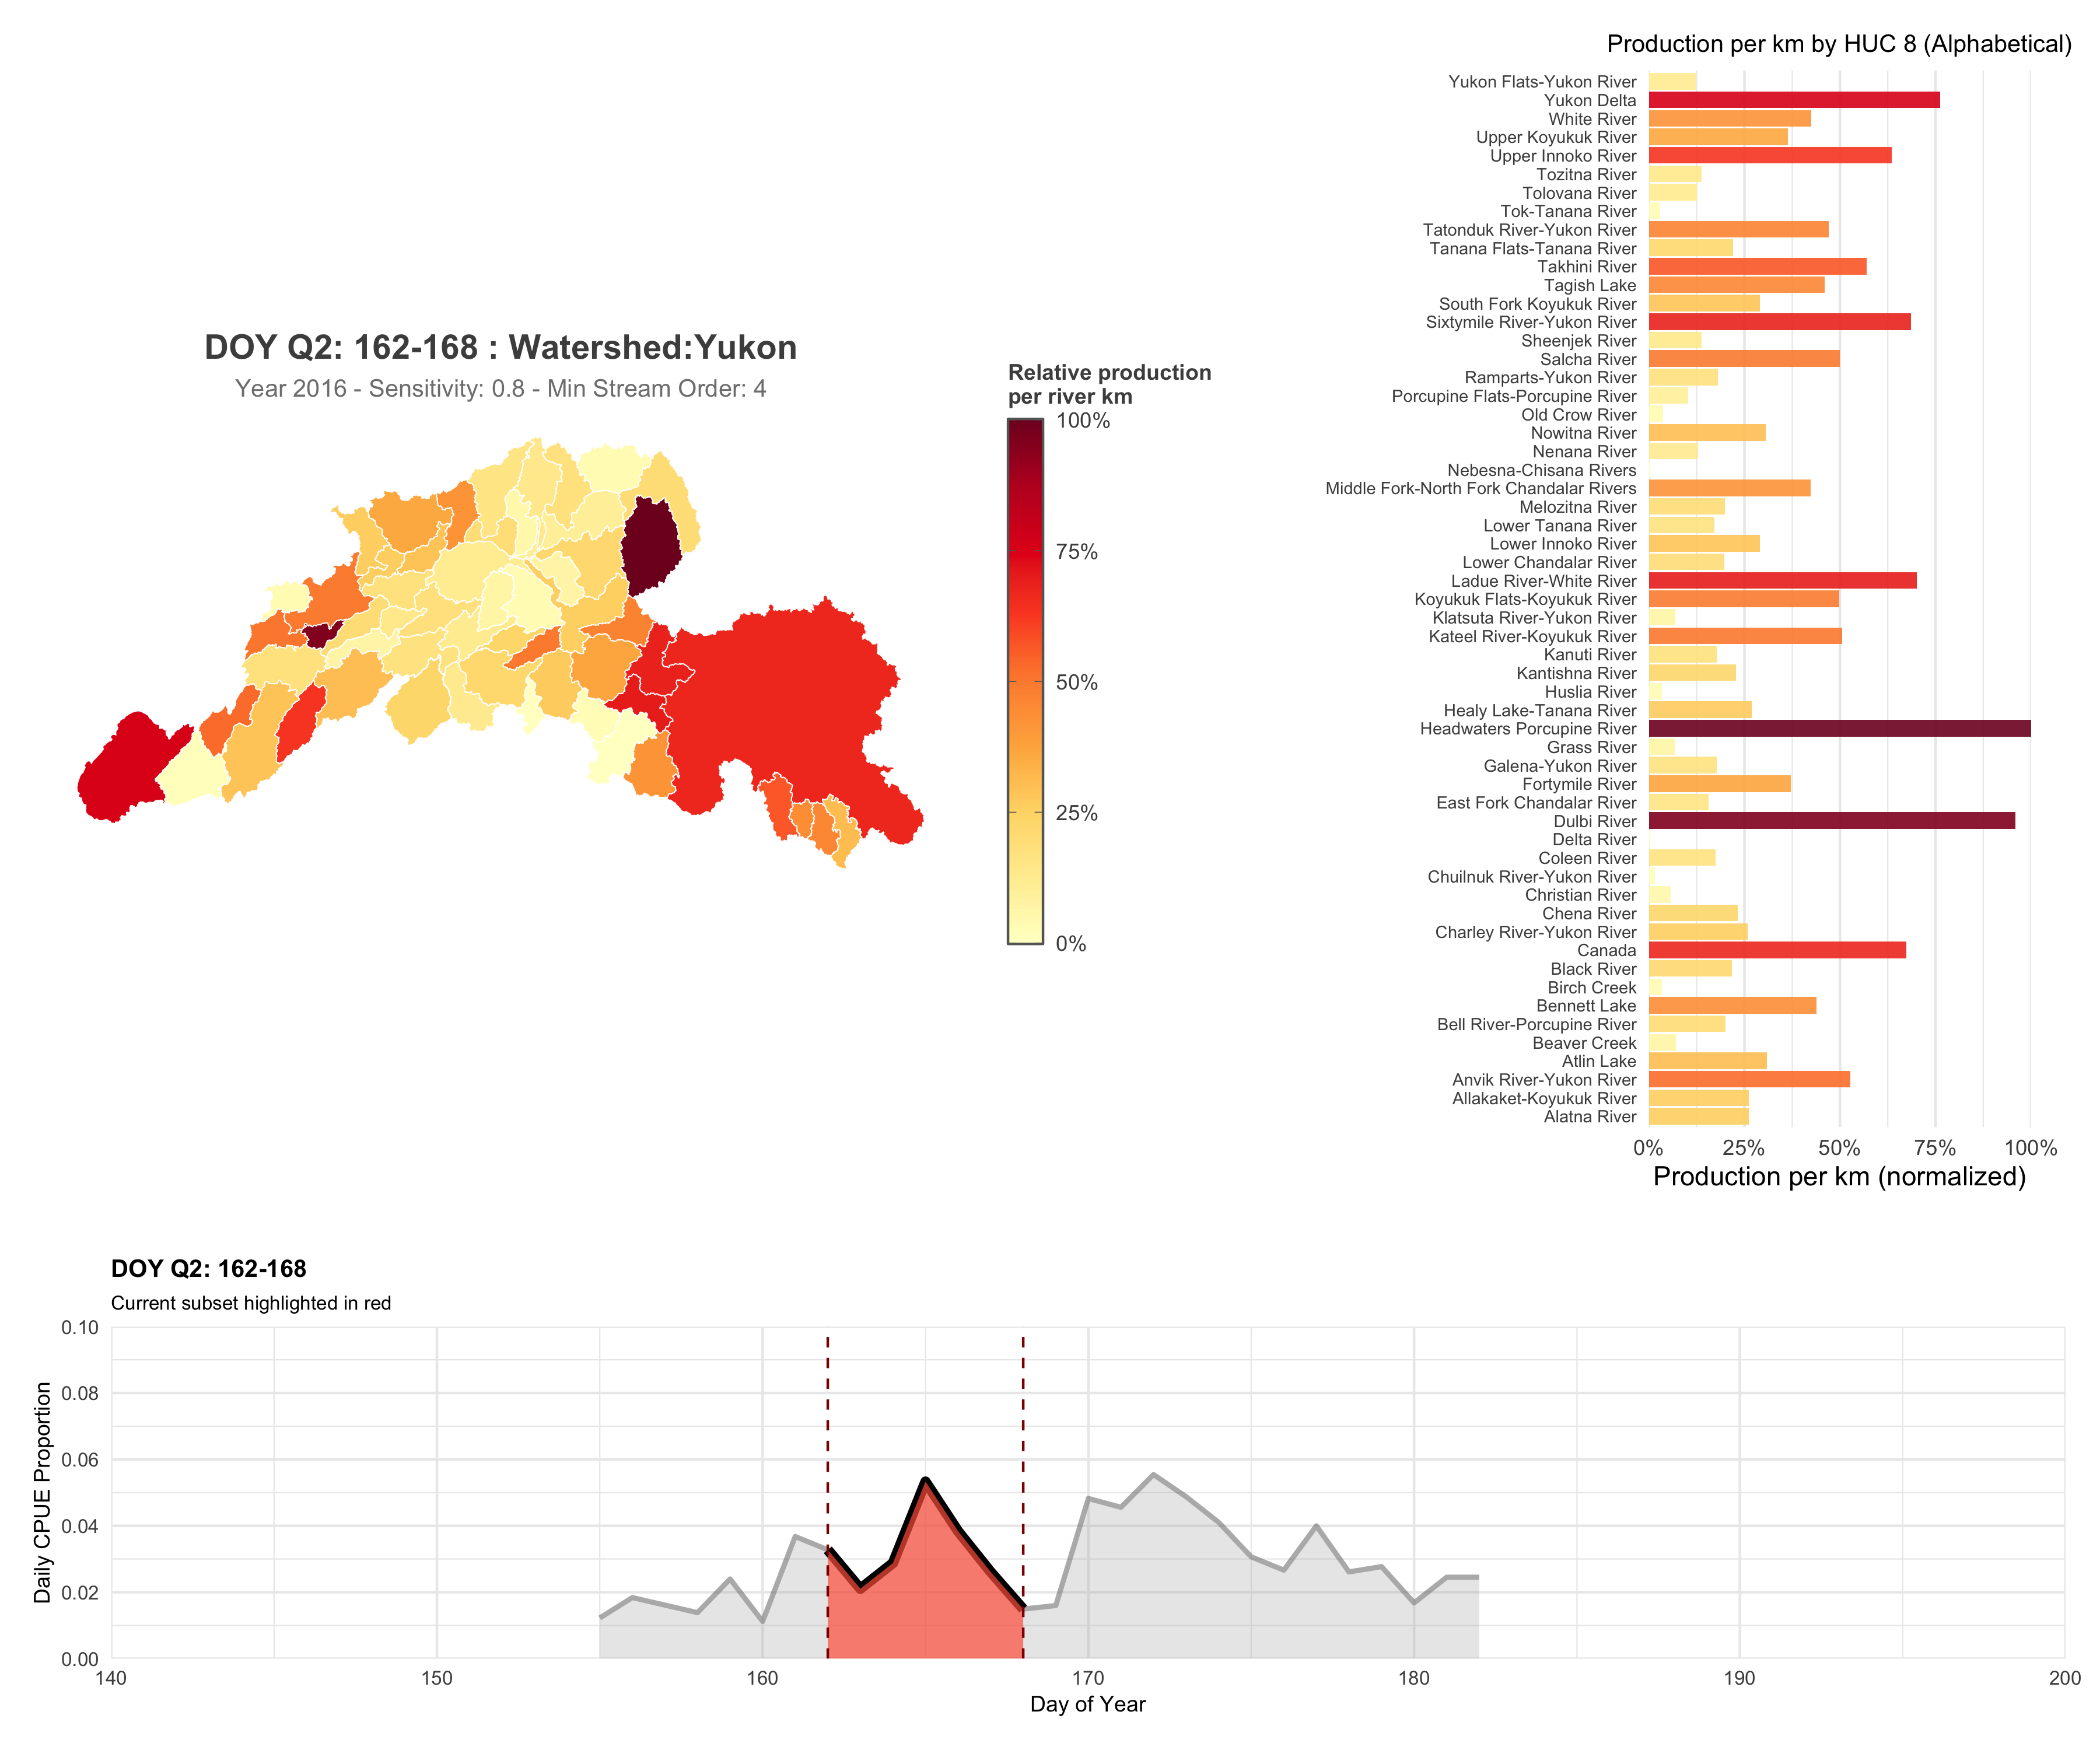 Production per km by HUC 8 (Alphabetical)
Yukon Flats-Yukon River
Yukon Delta
White River
Upper Koyukuk River
Upper Innoko River
Tozitna River
Tolovana River
Tok-Tanana River
Tatonduk River-Yukon River
Tanana Flats-Tanana River
Takhini River
Tagish Lake
South Fork Koyukuk River
Sixtymile River-Yukon River
Sheenjek River
Salcha River
Ramparts-Yukon River
Porcupine Flats-Porcupine River
Old Crow River
Nowitna River
Nenana River
Nebesna-Chisana Rivers
Middle Fork-North Fork Chandalar Rivers
Melozitna River
Lower Tanana River
Lower Innoko River
Lower Chandalar River
Ladue River-White River
Koyukuk Flats-Koyukuk River
Klatsuta River-Yukon River
Kateel River-Koyukuk River
Kanuti River
Kantishna River
Huslia River
Healy Lake-Tanana River
Headwaters Porcupine River
Grass River
Galena-Yukon River
Fortymile River
East Fork Chandalar River
Dulbi River
Delta River
Coleen River
Chuilnuk River-Yukon River
Christian River
Chena River
Charley River-Yukon River
Canada
Black River
Birch Creek
Bennett Lake
Bell River-Porcupine River
Beaver Creek
Atlin Lake
Anvik River-Yukon River
Allakaket-Koyukuk River
Alatna River
0% 25% 50% 75% 100%
Production per km (normalized)
DOY Q2: 162-168 : Watershed:Yukon
Year 2016 - Sensitivity: 0.8 - Min Stream Order: 4
Relative production
per river km
100%
75%
50%
25%
0%
DOY Q2: 162-168
Current subset highlighted in red
Daily CPUE Proportion
0.10
0.08
0.06
0.04
0.02
0.00
140 150 160 170 180 190 200
Day of Year